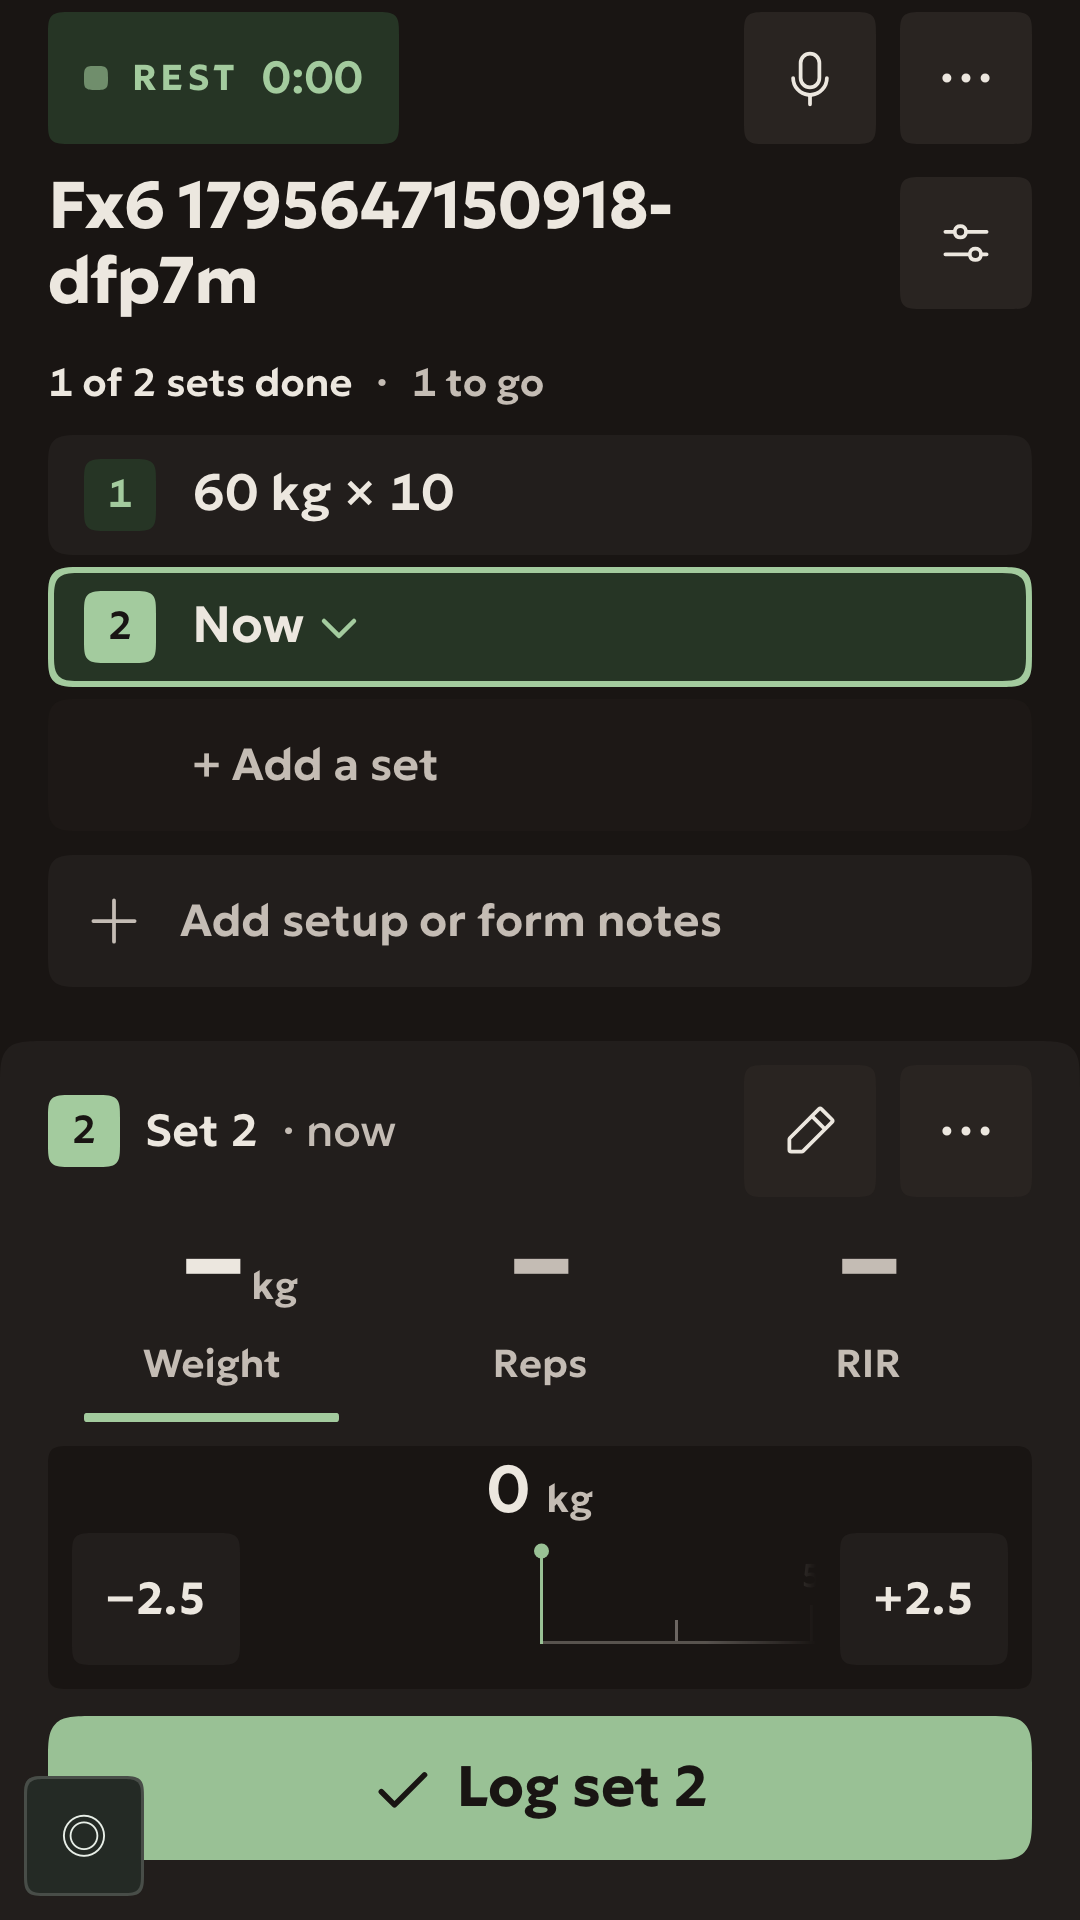 REST 0:00
Fx6 1795647150918-
dfp7m
1 of 2 sets done · 1 to go
1 60 kg × 10
2 Now
+ Add a set
Add setup or form notes
2 Set 2 · now
– kg – –
Weight Reps RIR
0 kg
−2.5 +2.5
Log set 2